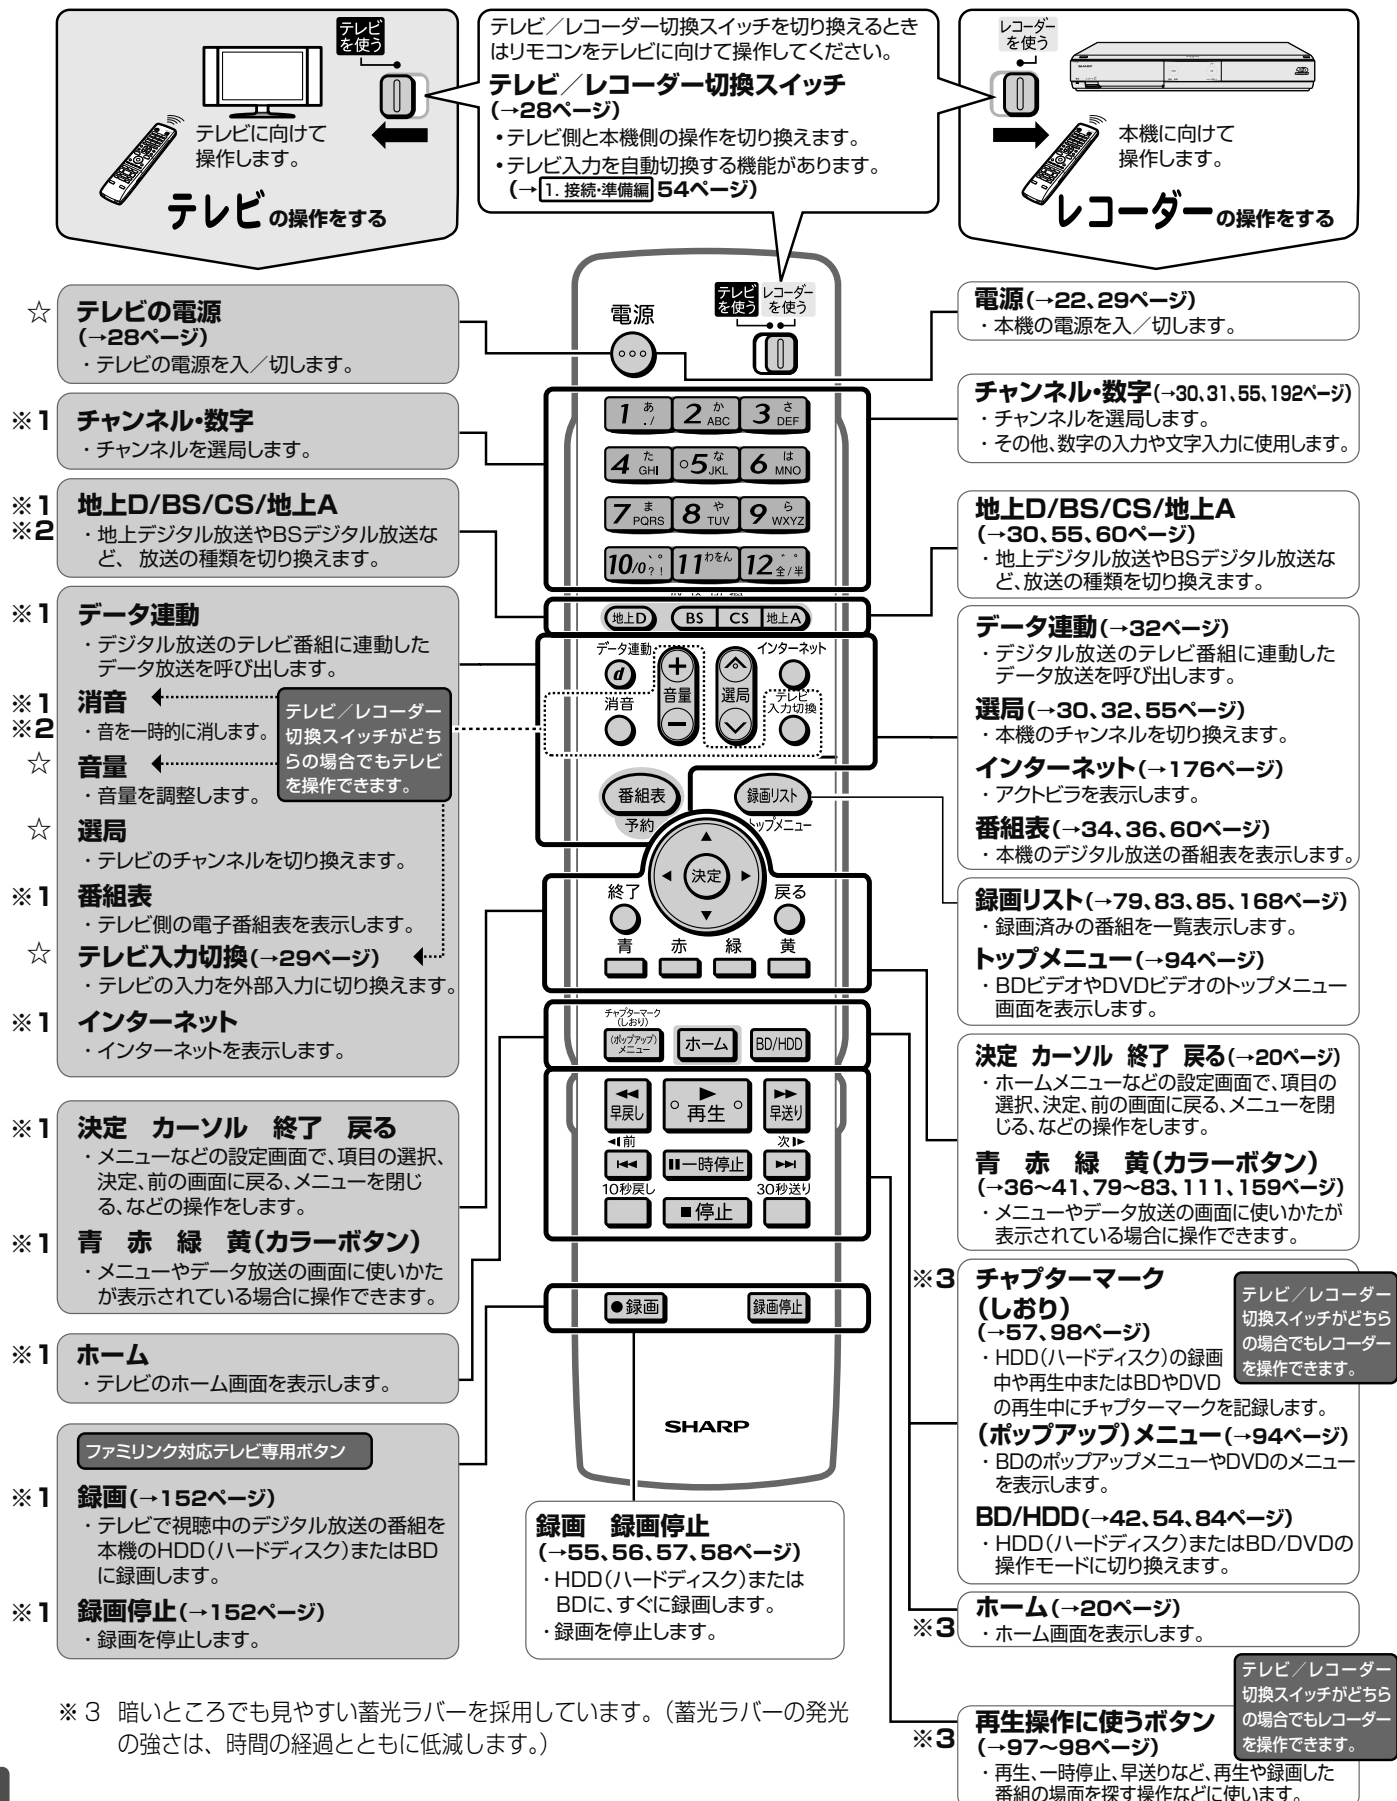 テレビ
を使う
テレビに向けて
操作します。
テレビの操作をする
テレビ／レコーダー切換スイッチを切り換えるとき
はリモコンをテレビに向けて操作してください。
テレビ／レコーダー切換スイッチ
(→28ページ)
・テレビ側と本機側の操作を切り換えます。
・テレビ入力を自動切換する機能があります。
(→1. 接続・準備編 54ページ)
レコーダー
を使う
SHARP
本機に向けて
操作します。
レコーダーの操作をする
☆ テレビの電源
(→28ページ)
・テレビの電源を入／切します。
※1 チャンネル・数字
・チャンネルを選局します。
※1 地上D/BS/CS/地上A
※2 ・地上デジタル放送やBSデジタル放送な
ど、放送の種類を切り換えます。
※1 データ連動
・デジタル放送のテレビ番組に連動した
データ放送を呼び出します。
※1 消音
※2 ・音を一時的に消します。
テレビ／レコーダー
切換スイッチがどち
らの場合でもテレビ
を操作できます。
☆ 音量
・音量を調整します。
☆ 選局
・テレビのチャンネルを切り換えます。
※1 番組表
・テレビ側の電子番組表を表示します。
☆ テレビ入力切換(→29ページ)
・テレビの入力を外部入力に切り換えます。
※1 インターネット
・インターネットを表示します。
※1 決定 カーソル 終了 戻る
・メニューなどの設定画面で、項目の選択、
決定、前の画面に戻る、メニューを閉じ
る、などの操作をします。
※1 青 赤 緑 黄(カラーボタン)
・メニューやデータ放送の画面に使いかた
が表示されている場合に操作できます。
※1 ホーム
・テレビのホーム画面を表示します。
ファミリンク対応テレビ専用ボタン
※1 録画(→152ページ)
・テレビで視聴中のデジタル放送の番組を
本機のHDD(ハードディスク)またはBD
に録画します。
※1 録画停止(→152ページ)
・録画を停止します。
電源
テレビ
を使う
レコーダー
を使う
1 あ ./
2 か ABC
3 さ DEF
4 た GHI
5 な JKL
6 は MNO
7 ま PQRS
8 や TUV
9 ら WXYZ
10/0 、。?!
11 わをん
12 ゛゜ 全/半
地上D BS CS 地上A
データ連動
d
消音
＋
音量
－
選局
インターネット
テレビ
入力切換
番組表
予約
録画リスト
トップメニュー
決定
終了
戻る
青 赤 緑 黄
チャプターマーク
(しおり)
(ポップアップ)
メニュー
ホーム
BD/HDD
早戻し
再生
早送り
前
次
一時停止
10秒戻し
30秒送り
■停止
●録画
録画停止
SHARP
録画 録画停止
(→55、56、57、58ページ)
・HDD(ハードディスク)または
BDに、すぐに録画します。
・録画を停止します。
電源(→22、29ページ)
・本機の電源を入／切します。
チャンネル・数字(→30、31、55、192ページ)
・チャンネルを選局します。
・その他、数字の入力や文字入力に使用します。
地上D/BS/CS/地上A
(→30、55、60ページ)
・地上デジタル放送やBSデジタル放送な
ど、放送の種類を切り換えます。
データ連動(→32ページ)
・デジタル放送のテレビ番組に連動した
データ放送を呼び出します。
選局(→30、32、55ページ)
・本機のチャンネルを切り換えます。
インターネット(→176ページ)
・アクトビラを表示します。
番組表(→34、36、60ページ)
・本機のデジタル放送の番組表を表示します。
録画リスト(→79、83、85、168ページ)
・録画済みの番組を一覧表示します。
トップメニュー(→94ページ)
・BDビデオやDVDビデオのトップメニュー
画面を表示します。
決定 カーソル 終了 戻る(→20ページ)
・ホームメニューなどの設定画面で、項目の
選択、決定、前の画面に戻る、メニューを閉
じる、などの操作をします。
青 赤 緑 黄(カラーボタン)
(→36〜41、79〜83、111、159ページ)
・メニューやデータ放送の画面に使いかたが
表示されている場合に操作できます。
※3 チャプターマーク
(しおり)
(→57、98ページ)
・HDD(ハードディスク)の録画
中や再生中またはBDやDVD
の再生中にチャプターマークを記録します。
テレビ／レコーダー
切換スイッチがどちら
の場合でもレコーダー
を操作できます。
(ポップアップ)メニュー(→94ページ)
・BDのポップアップメニューやDVDのメニュー
を表示します。
BD/HDD(→42、54、84ページ)
・HDD(ハードディスク)またはBD/DVDの
操作モードに切り換えます。
※3 ホーム(→20ページ)
・ホーム画面を表示します。
テレビ／レコーダー
切換スイッチがどちら
の場合でもレコーダー
を操作できます。
※3 再生操作に使うボタン
(→97〜98ページ)
・再生、一時停止、早送りなど、再生や録画した
番組の場面を探す操作などに使います。
※3 暗いところでも見やすい蓄光ラバーを採用しています。(蓄光ラバーの発光
の強さは、時間の経過とともに低減します。)